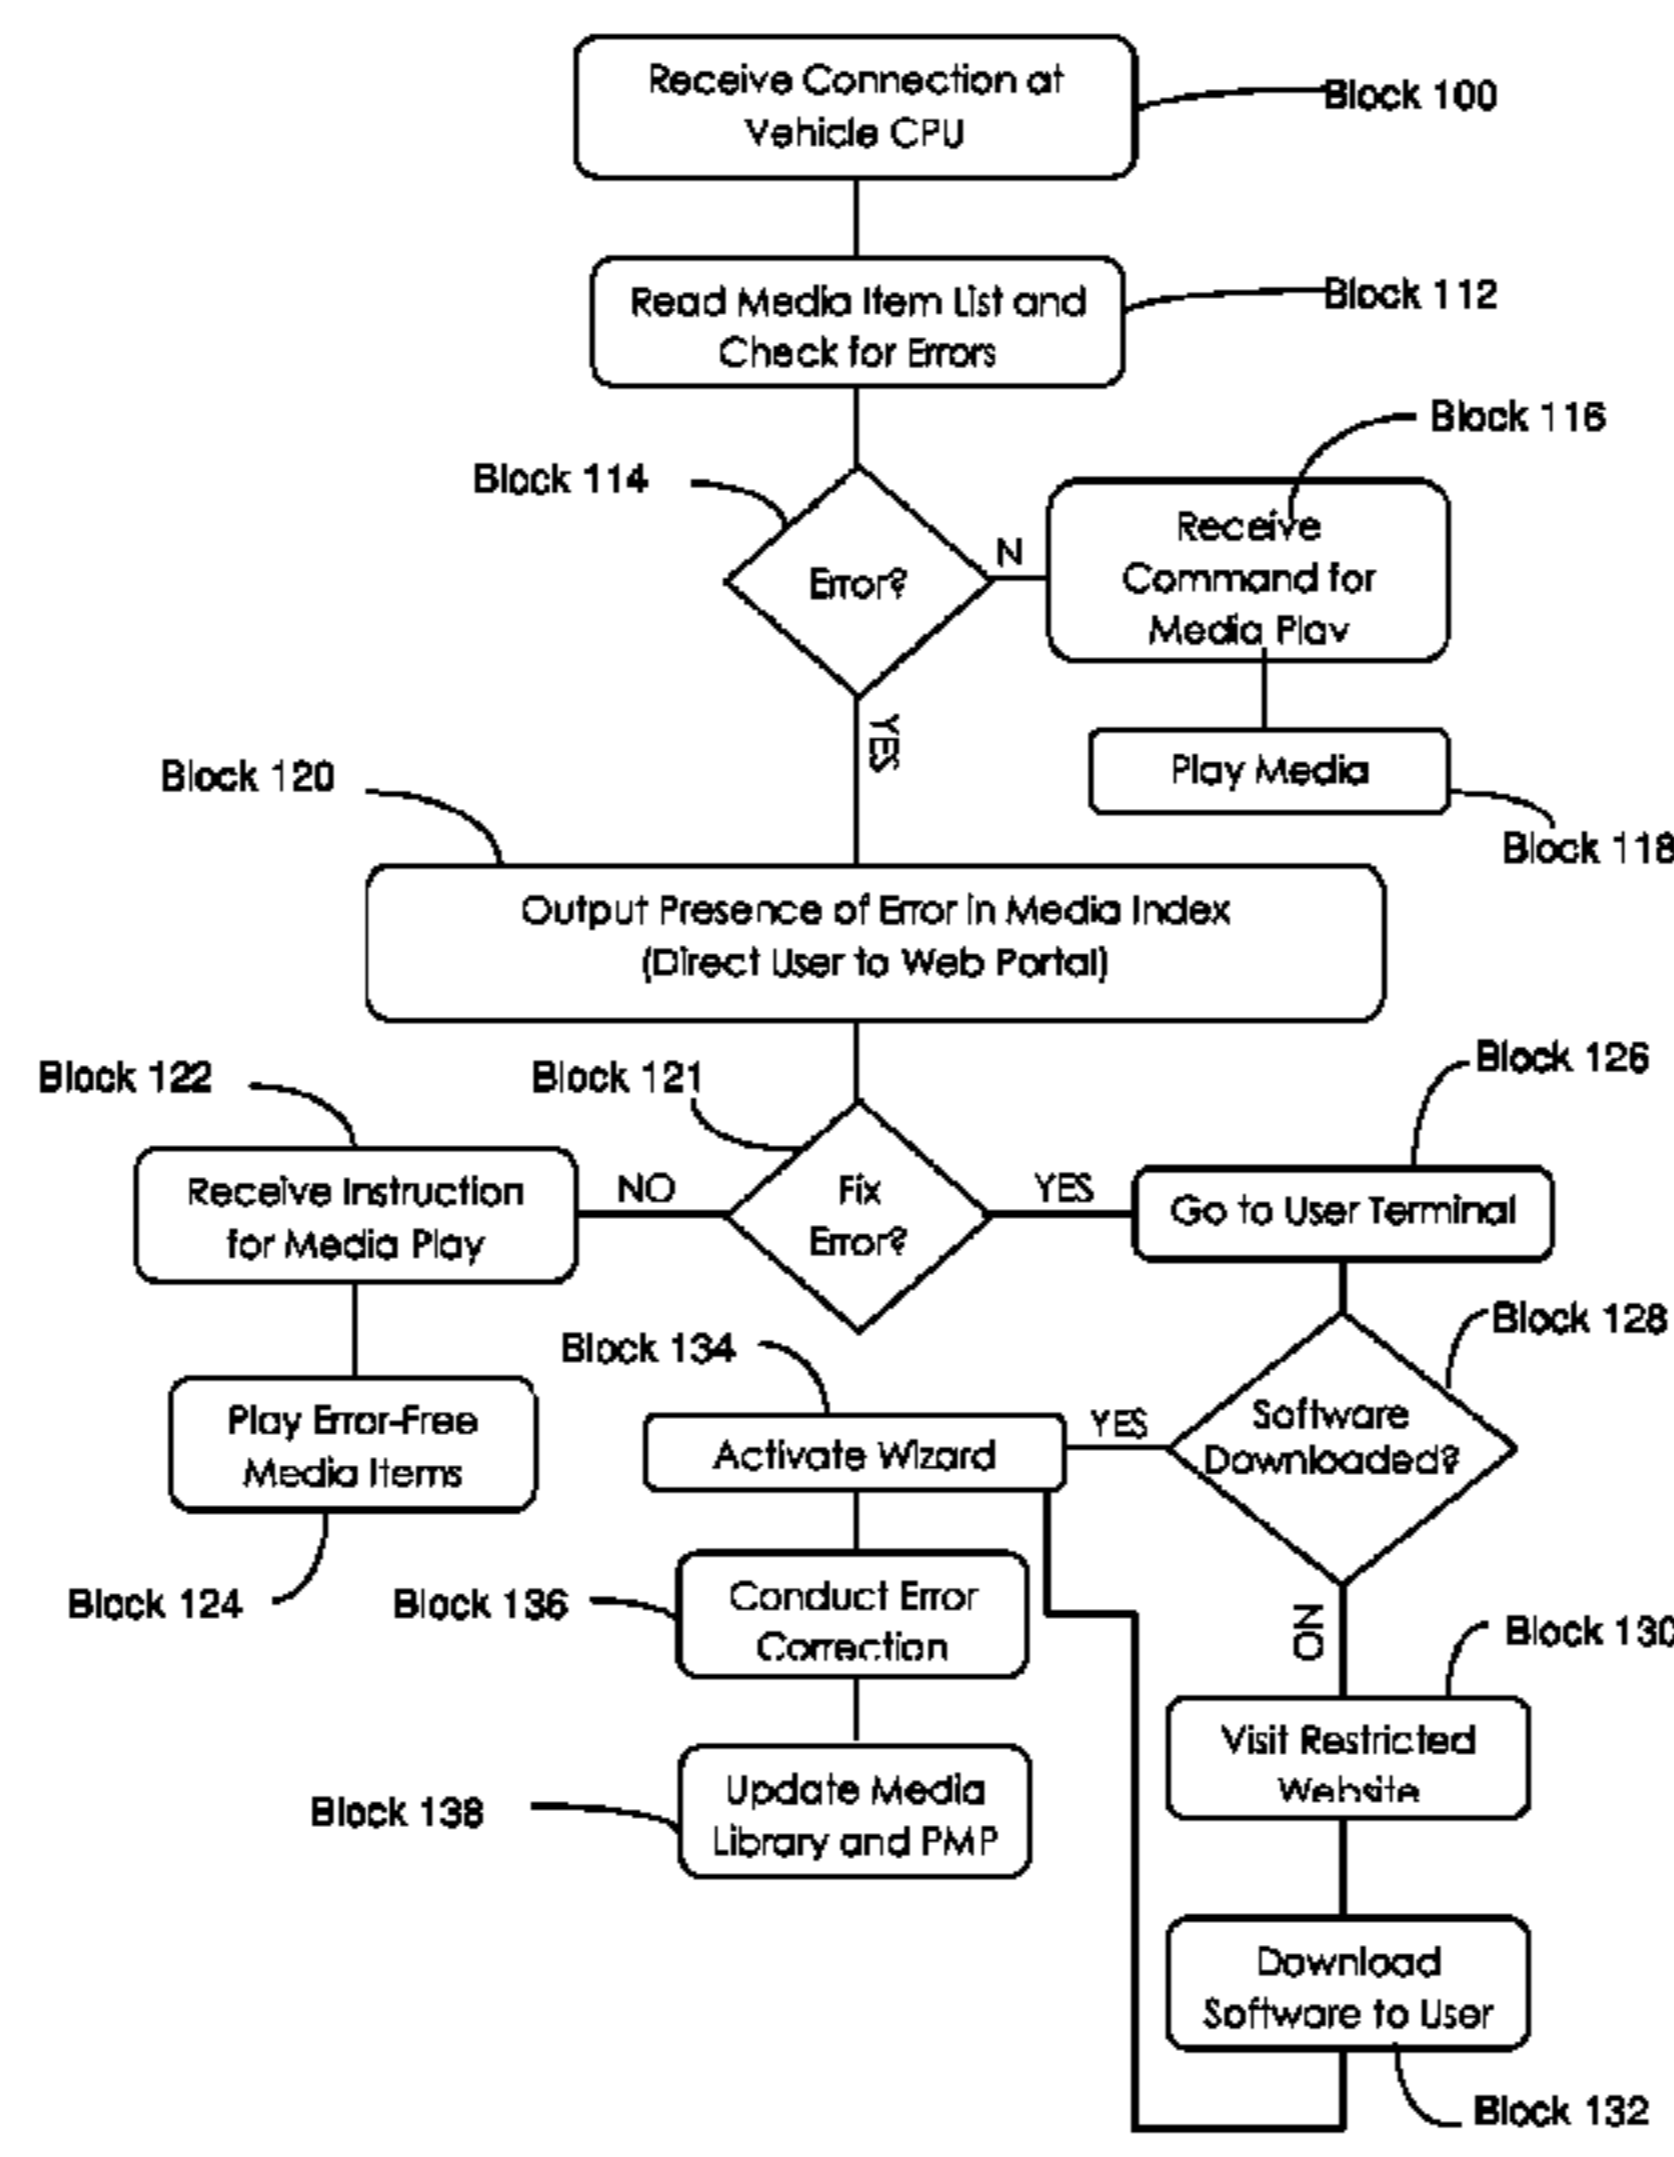 Receive Connection at
Vehicle CPU
Block 100
Read Media Item List and
Check for Errors
Block 112
Block 116
Block 114
Error?
N
Receive
Command for
Media Play
YES
Play Media
Block 118
Block 120
Output Presence of Error in Media Index
(Direct User to Web Portal)
Block 122
Block 121
Block 126
Receive Instruction
for Media Play
NO
Fix
Error?
YES
Go to User Terminal
Block 128
Block 134
Play Error-Free
Media Items
Activate Wizard
YES
Software
Downloaded?
Block 124
Block 136
Conduct Error
Correction
NO
Block 130
Visit Restricted
Website
Block 138
Update Media
Library and PMP
Download
Software to User
Block 132